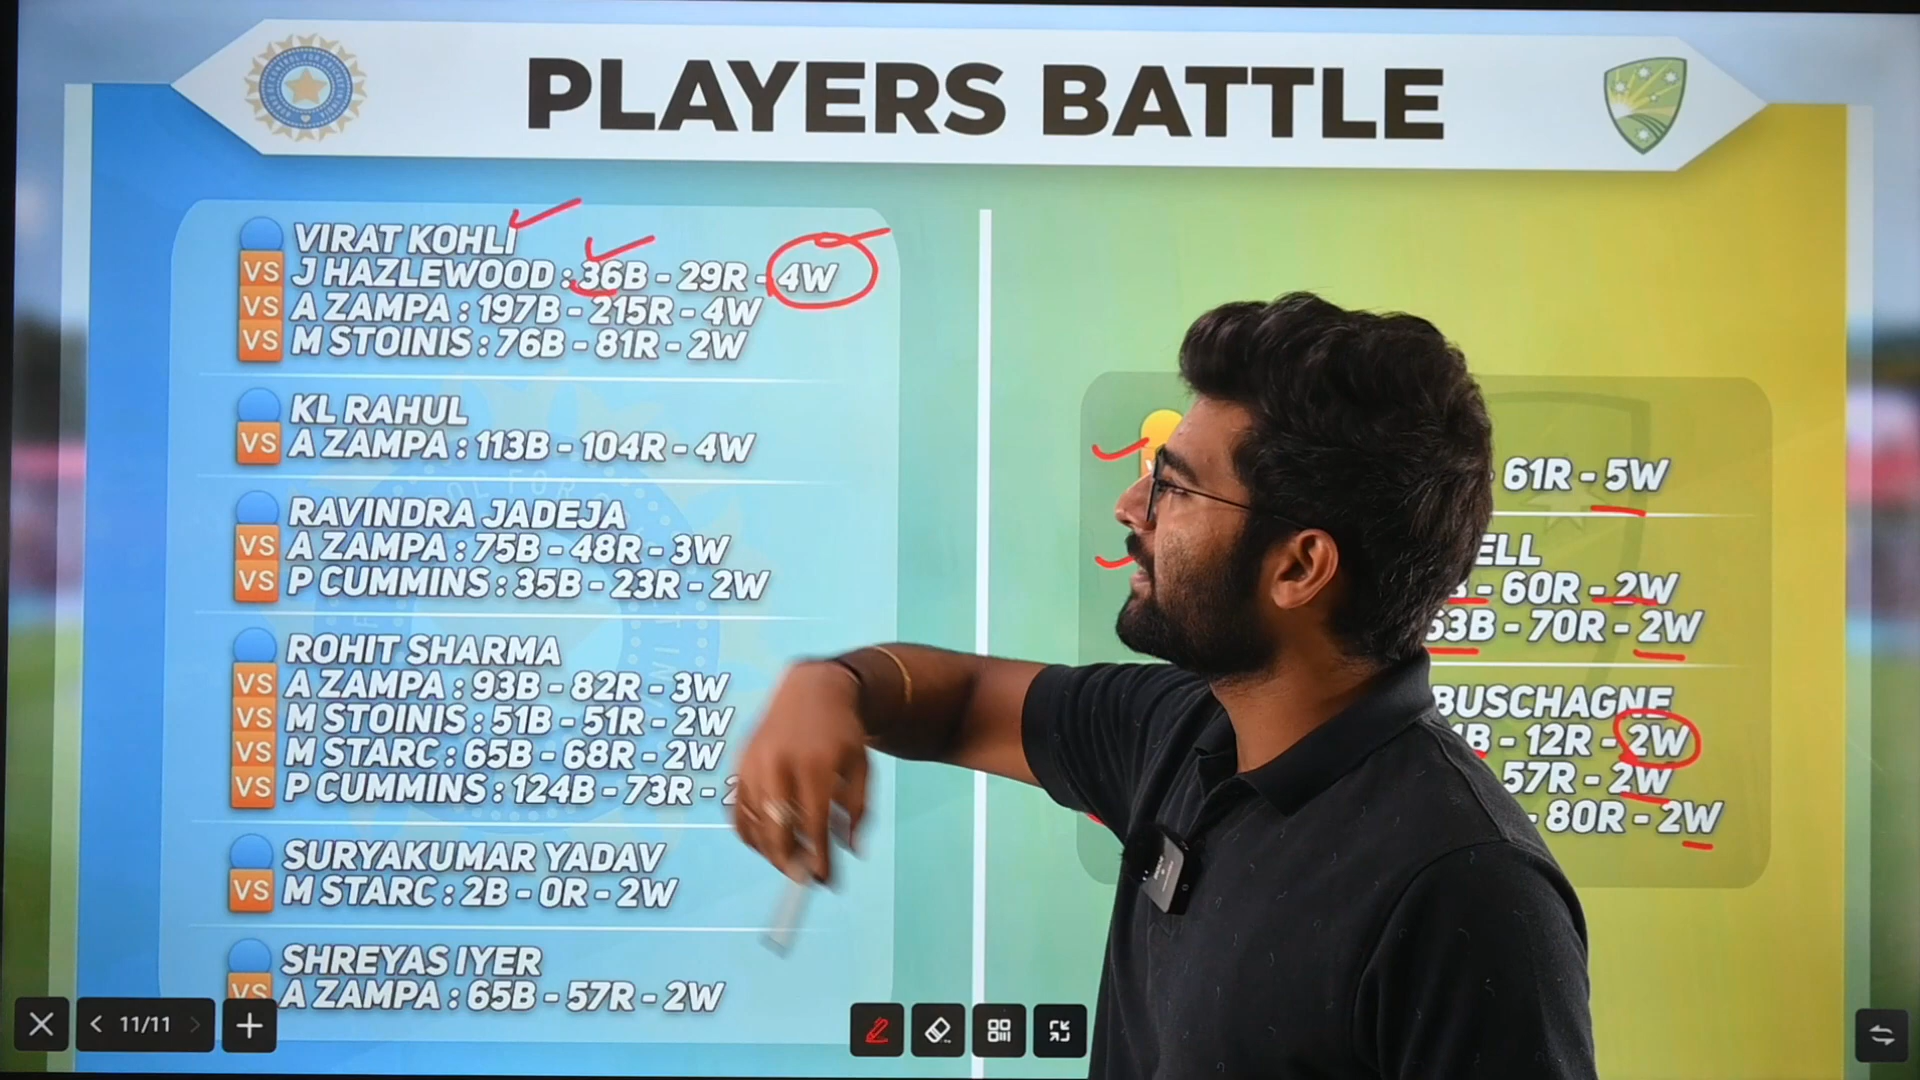 PLAYERS BATTLE
VIRAT KOHLI
VS J HAZLEWOOD : 36B - 29R - 4W
VS A ZAMPA : 197B - 215R - 4W
VS M STOINIS : 76B - 81R - 2W
KL RAHUL
VS A ZAMPA : 113B - 104R - 4W
RAVINDRA JADEJA
VS A ZAMPA : 75B - 48R - 3W
VS P CUMMINS : 35B - 23R - 2W
ROHIT SHARMA
VS A ZAMPA : 93B - 82R - 3W
VS M STOINIS : 51B - 51R - 2W
VS M STARC : 65B - 68R - 2W
VS P CUMMINS : 124B - 73R -
SURYAKUMAR YADAV
VS M STARC : 2B - 0R - 2W
SHREYAS IYER
VS A ZAMPA : 65B - 57R - 2W
61R - 5W
ELL
- 60R - 2W
63B - 70R - 2W
BUSCHAGNE
B - 12R - 2W
57R - 2W
- 80R - 2W
11/11